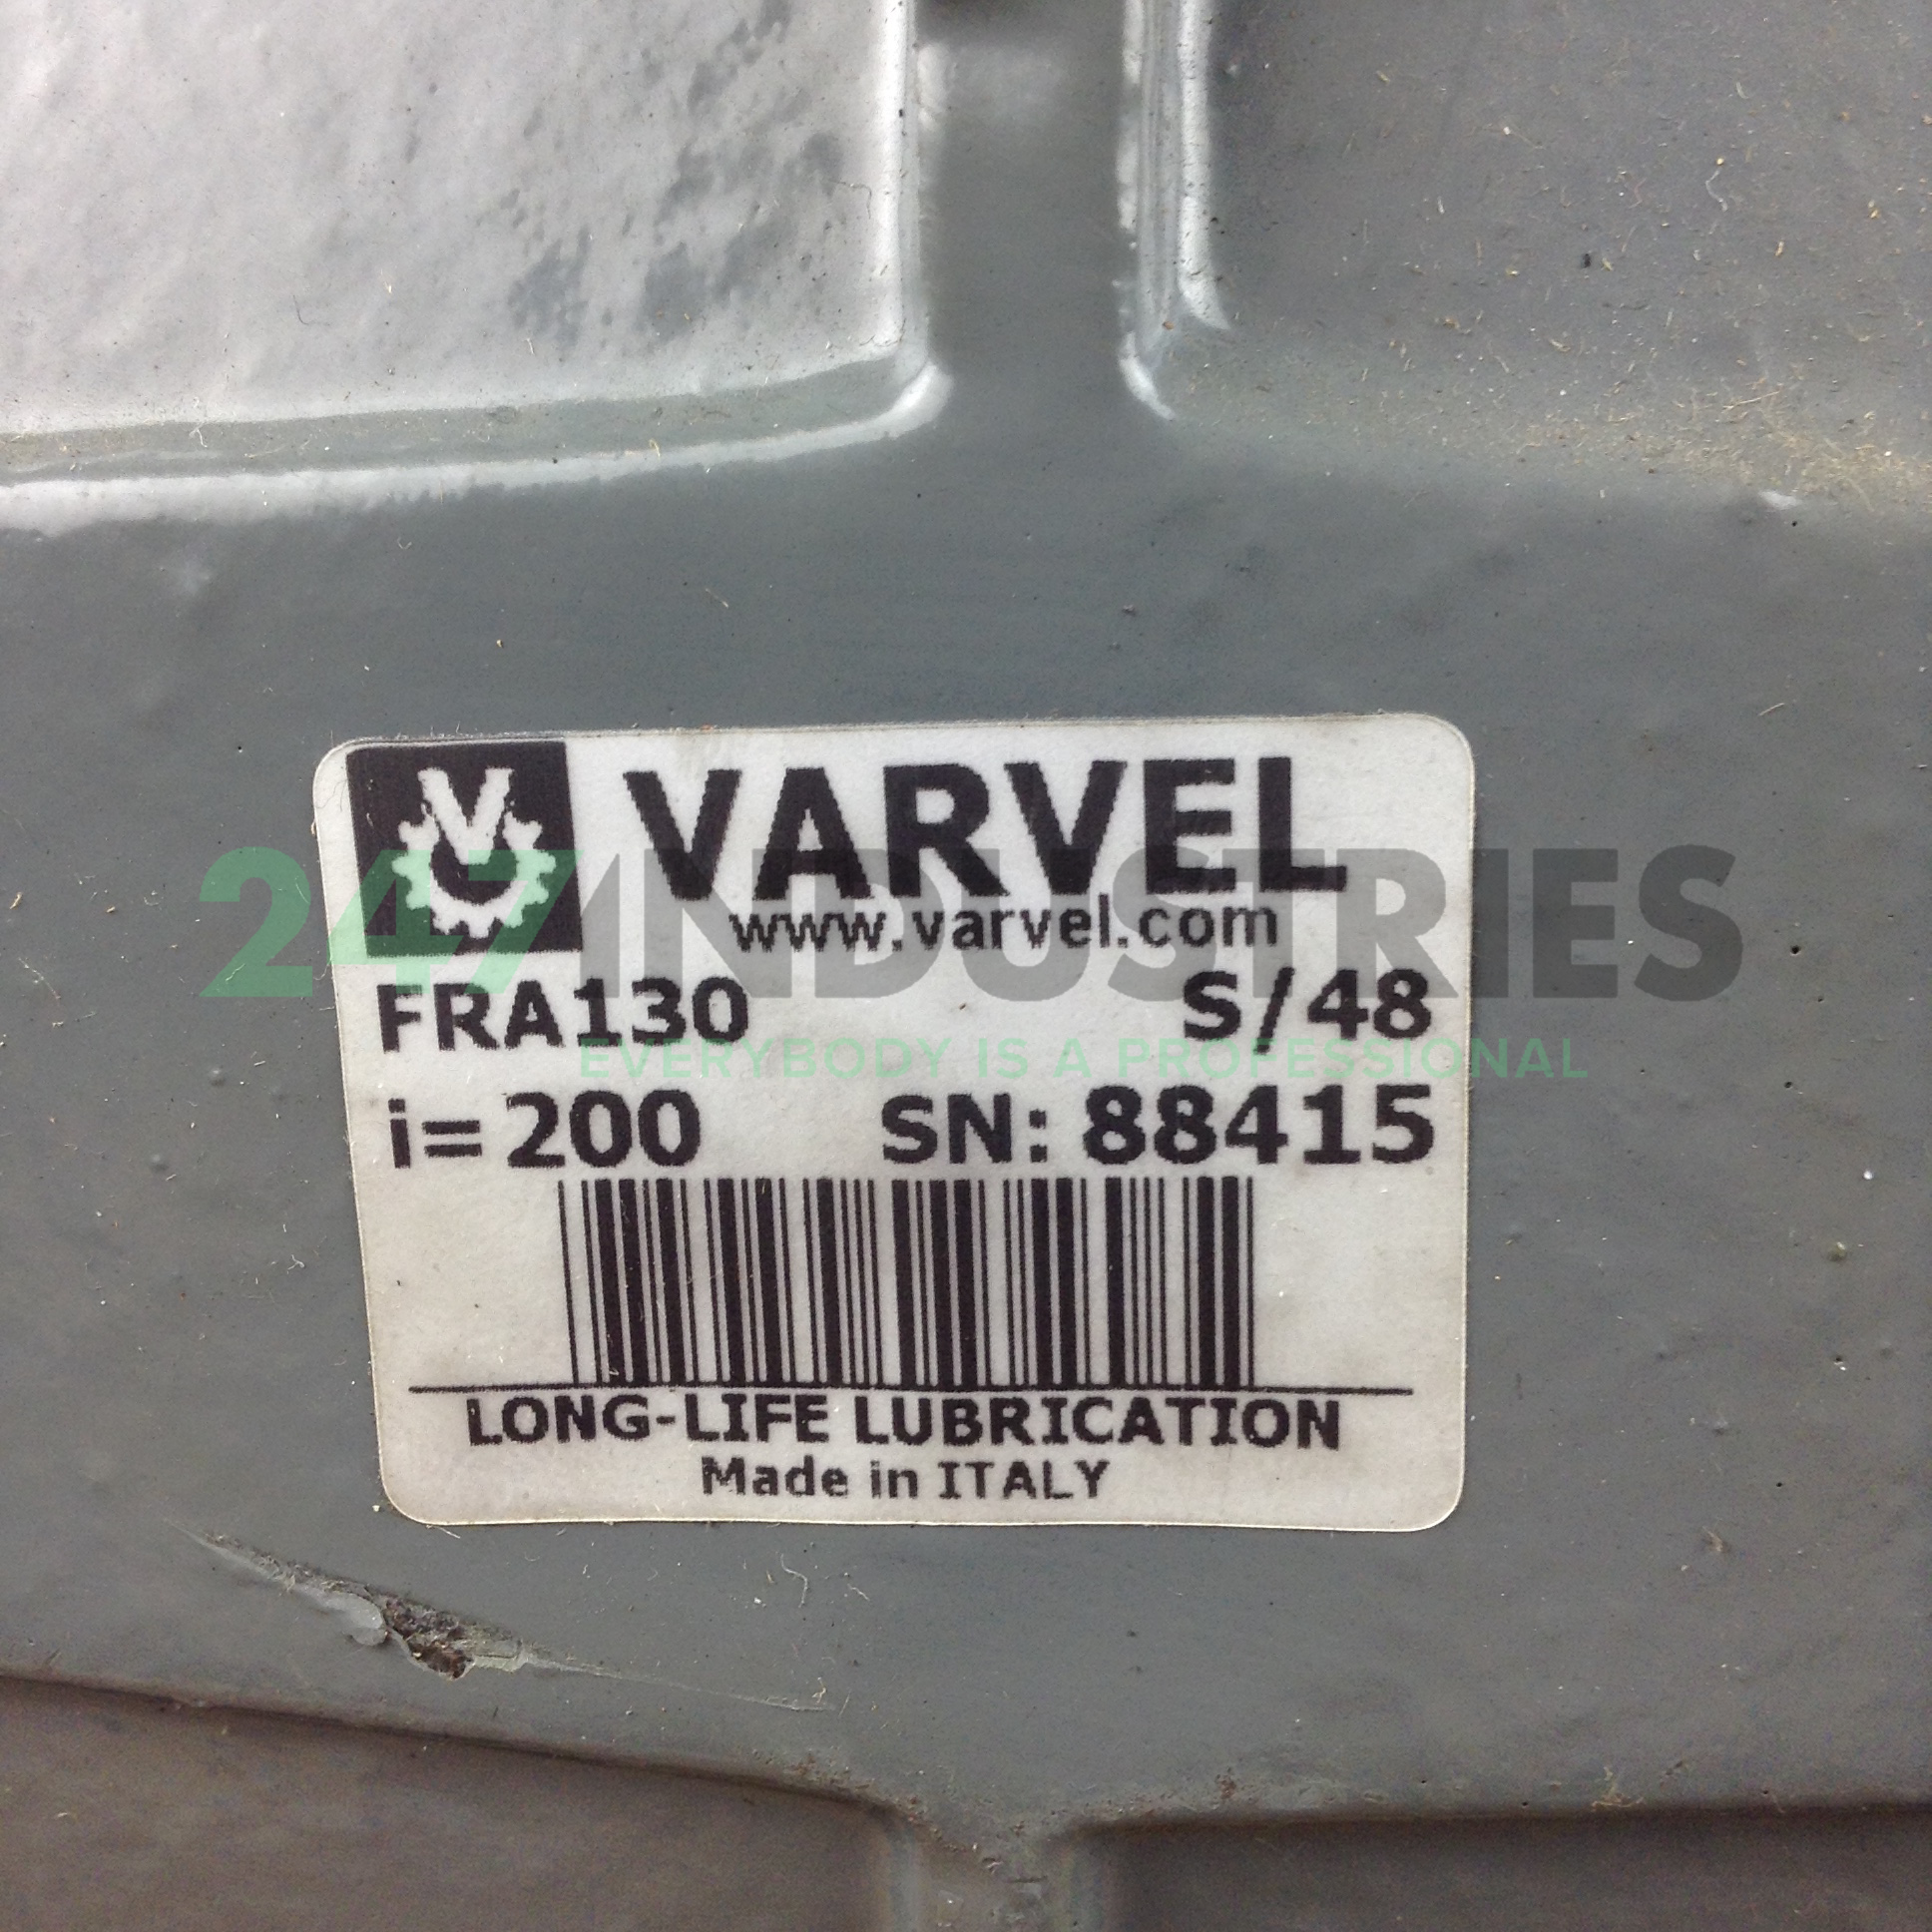 V
VARVEL
www.varvel.com
247INDUSTRIES
FRA130 S/48
EVERYBODY IS A PROFESSIONAL
i=200 SN: 88415
LONG-LIFE LUBRICATION
Made in ITALY